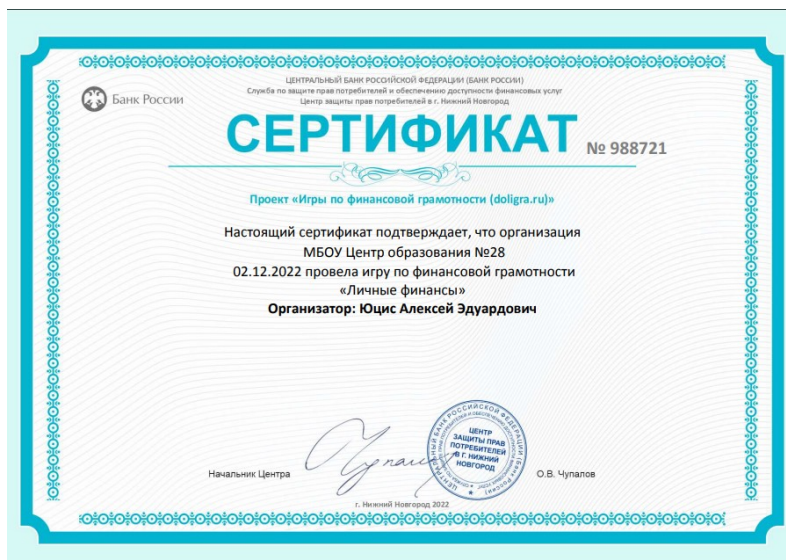 Банк России
ЦЕНТРАЛЬНЫЙ БАНК РОССИЙСКОЙ ФЕДЕРАЦИИ (БАНК РОССИИ)
Служба по защите прав потребителей и обеспечению доступности финансовых услуг
Центр защиты прав потребителей в г. Нижний Новгород
СЕРТИФИКАТ
№ 988721
Проект «Игры по финансовой грамотности (doligra.ru)»
Настоящий сертификат подтверждает, что организация
МБОУ Центр образования №28
02.12.2022 провела игру по финансовой грамотности
«Личные финансы»
Организатор: Юцис Алексей Эдуардович
Начальник Центра
ЦЕНТР
ЗАЩИТЫ ПРАВ
ПОТРЕБИТЕЛЕЙ
В Г. НИЖНИЙ
НОВГОРОД
О.В. Чупалов
г. Нижний Новгород 2022